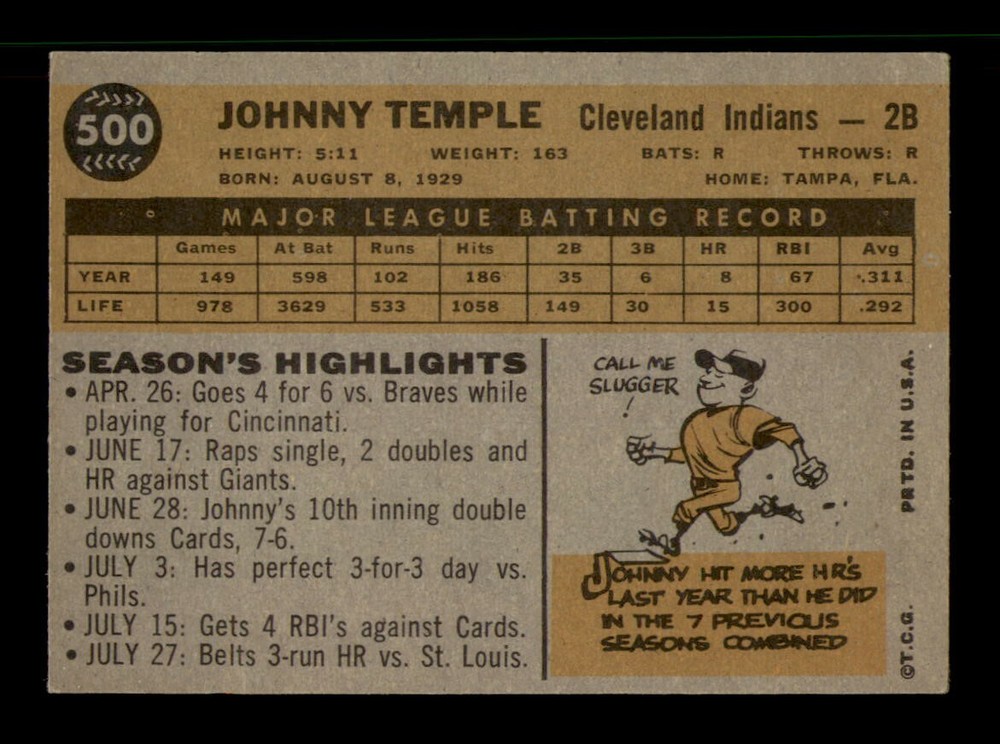 500
JOHNNY TEMPLE Cleveland Indians — 2B
HEIGHT: 5:11 WEIGHT: 163 BATS: R THROWS: R
BORN: AUGUST 8, 1929 HOME: TAMPA, FLA.
MAJOR LEAGUE BATTING RECORD
Games At Bat Runs Hits 2B 3B HR RBI Avg
YEAR 149 598 102 186 35 6 8 67 .311
LIFE 978 3629 533 1058 149 30 15 300 .292
SEASON'S HIGHLIGHTS
• APR. 26: Goes 4 for 6 vs. Braves while
playing for Cincinnati.
• JUNE 17: Raps single, 2 doubles and
HR against Giants.
• JUNE 28: Johnny's 10th inning double
downs Cards, 7-6.
• JULY 3: Has perfect 3-for-3 day vs.
Phils.
• JULY 15: Gets 4 RBI's against Cards.
• JULY 27: Belts 3-run HR vs. St. Louis.
CALL ME
SLUGGER
!
JOHNNY HIT MORE HR'S
LAST YEAR THAN HE DID
IN THE 7 PREVIOUS
SEASONS COMBINED
©T.C.G. PRTD. IN U.S.A.